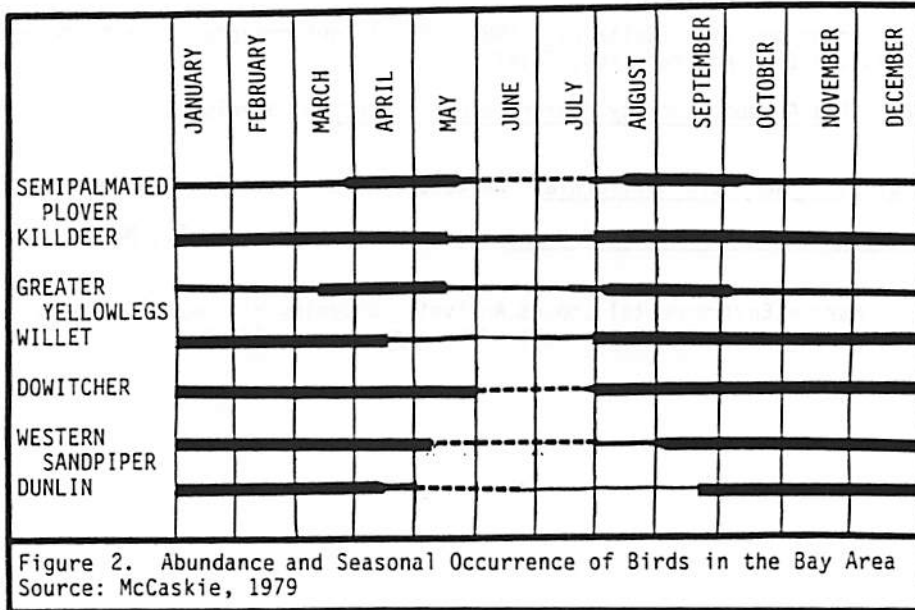 JANUARY
FEBRUARY
MARCH
APRIL
MAY
JUNE
JULY
AUGUST
SEPTEMBER
OCTOBER
NOVEMBER
DECEMBER
SEMIPALMATED
PLOVER
KILLDEER
GREATER
YELLOWLEGS
WILLET
DOWITCHER
WESTERN
SANDPIPER
DUNLIN
Figure 2. Abundance and Seasonal Occurrence of Birds in the Bay Area
Source: McCaskie, 1979